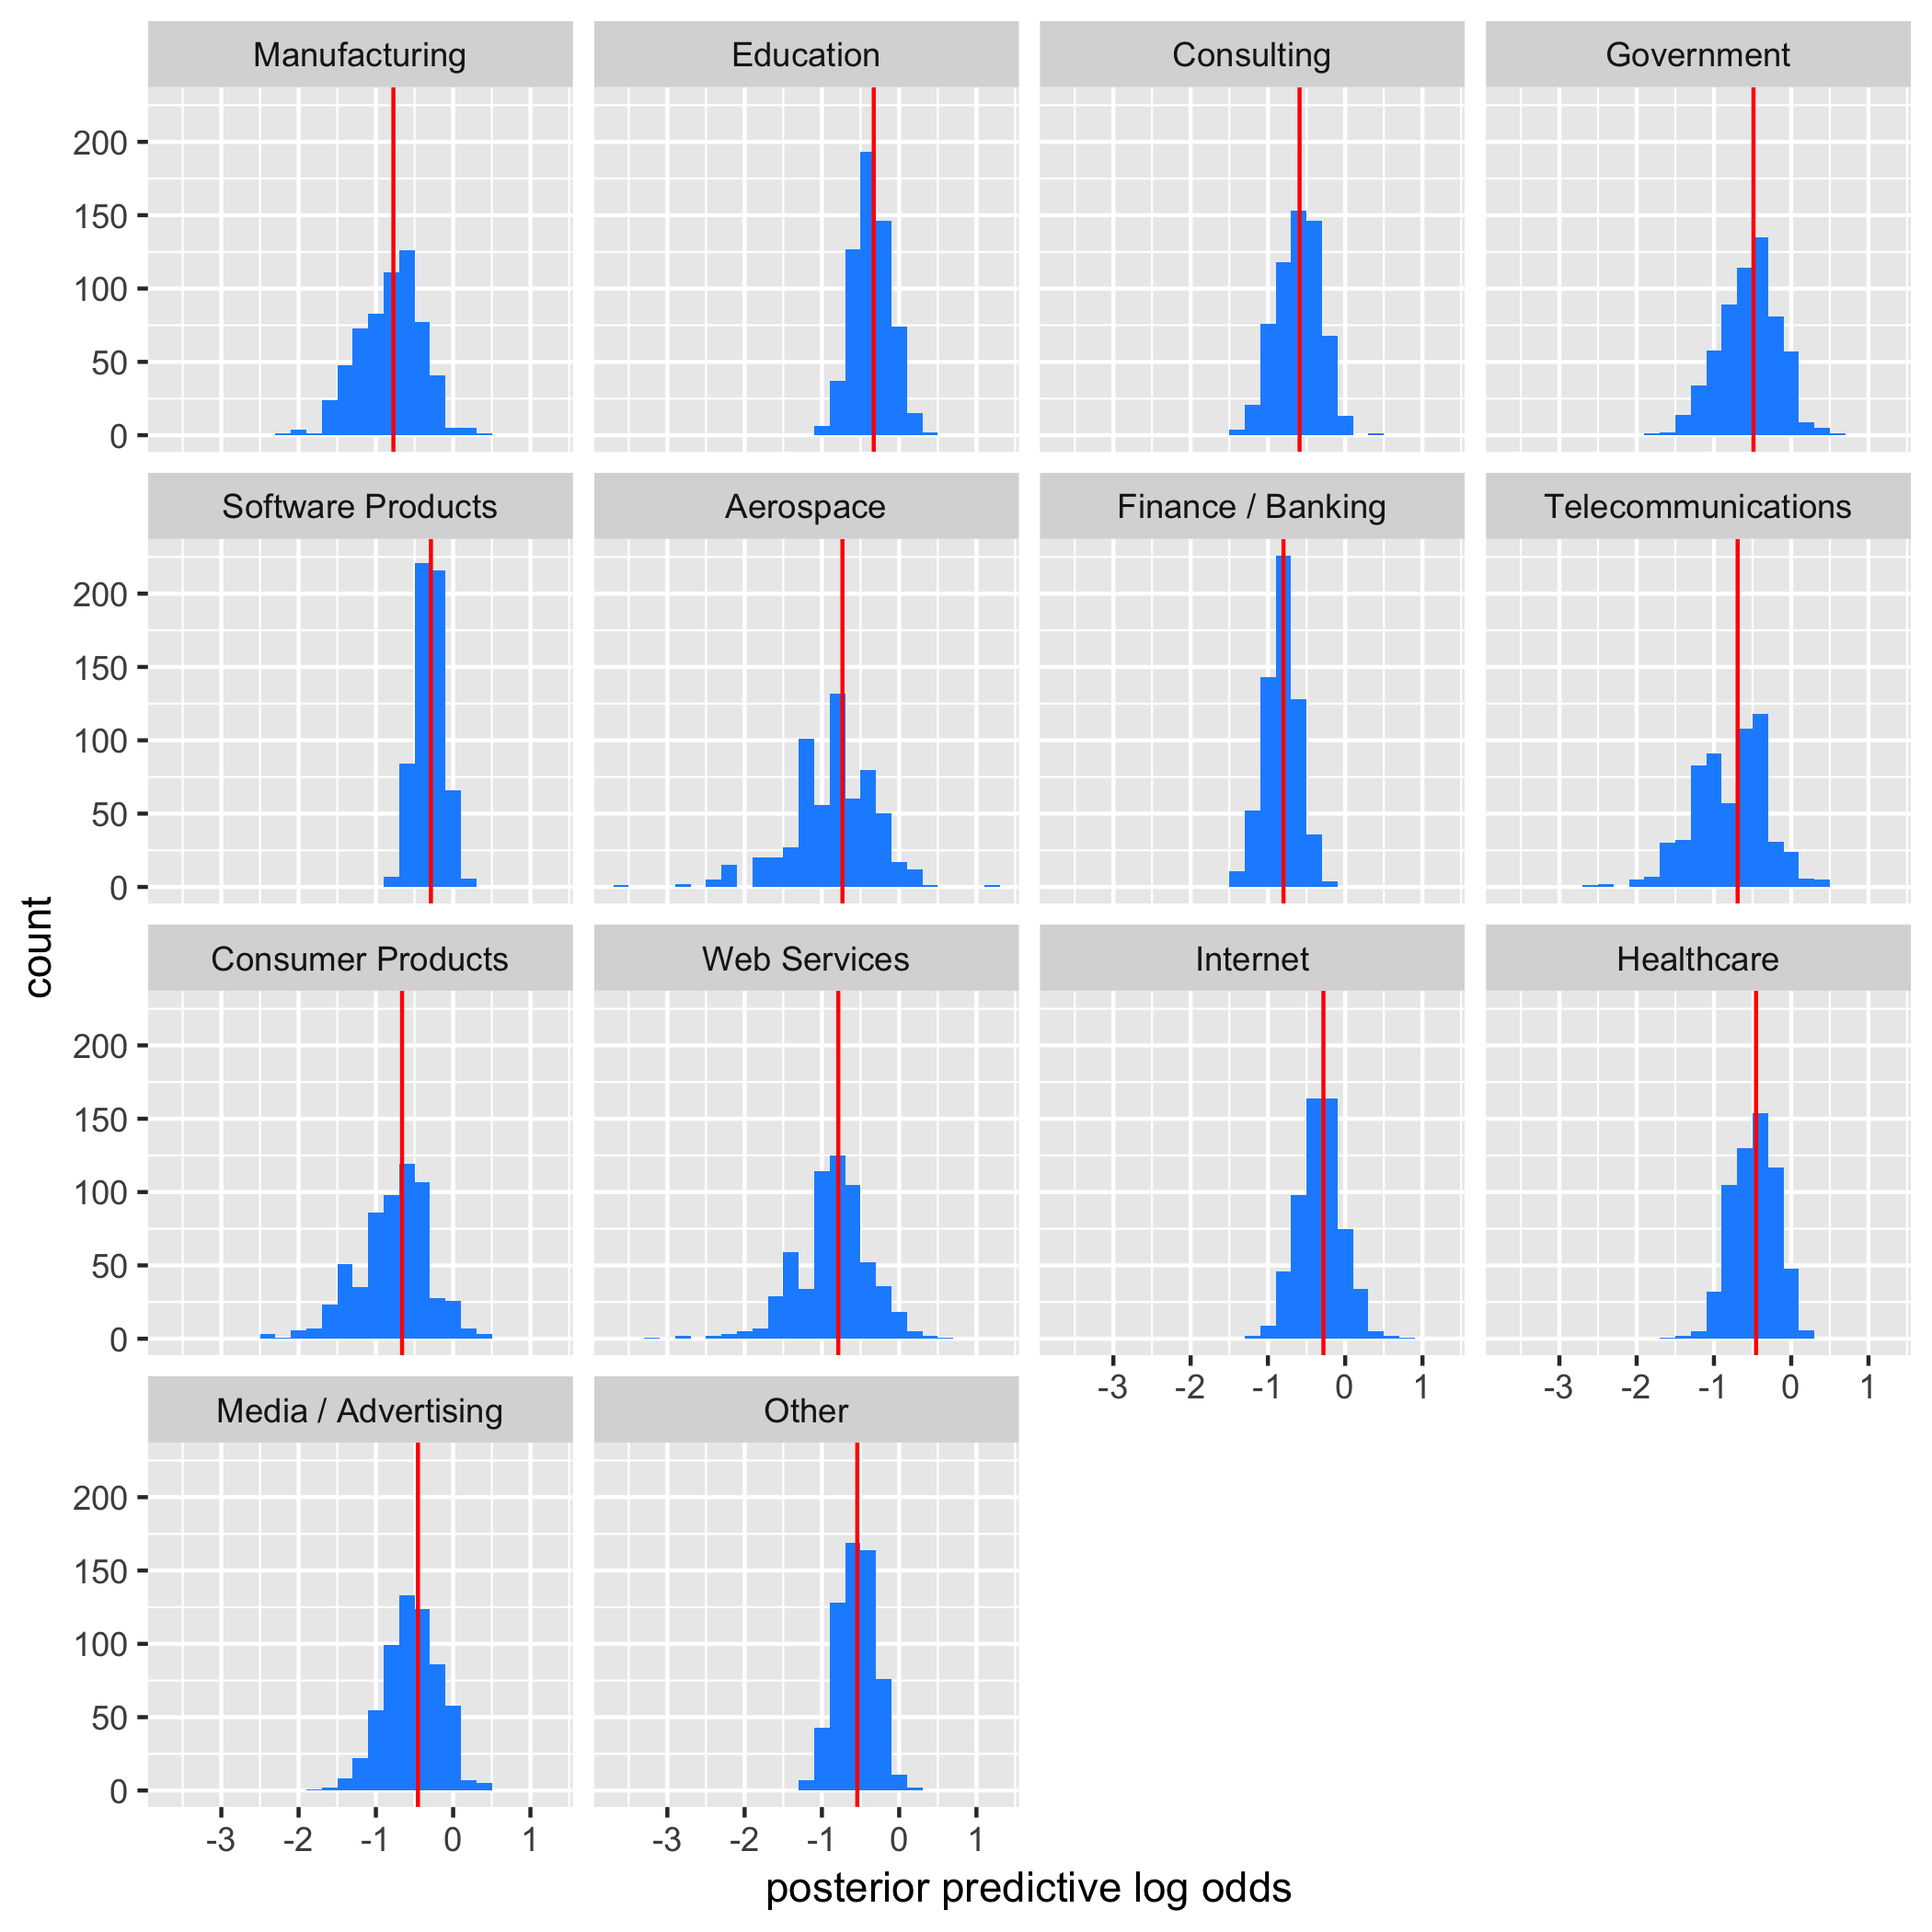 Manufacturing Education Consulting Government
200
150
100
50
0
Software Products Aerospace Finance / Banking Telecommunications
200
150
100
50
0
count
Consumer Products Web Services Internet Healthcare
200
150
100
50
0
-3 -2 -1 0 1 -3 -2 -1 0 1
Media / Advertising Other
200
150
100
50
0
-3 -2 -1 0 1 -3 -2 -1 0 1
posterior predictive log odds